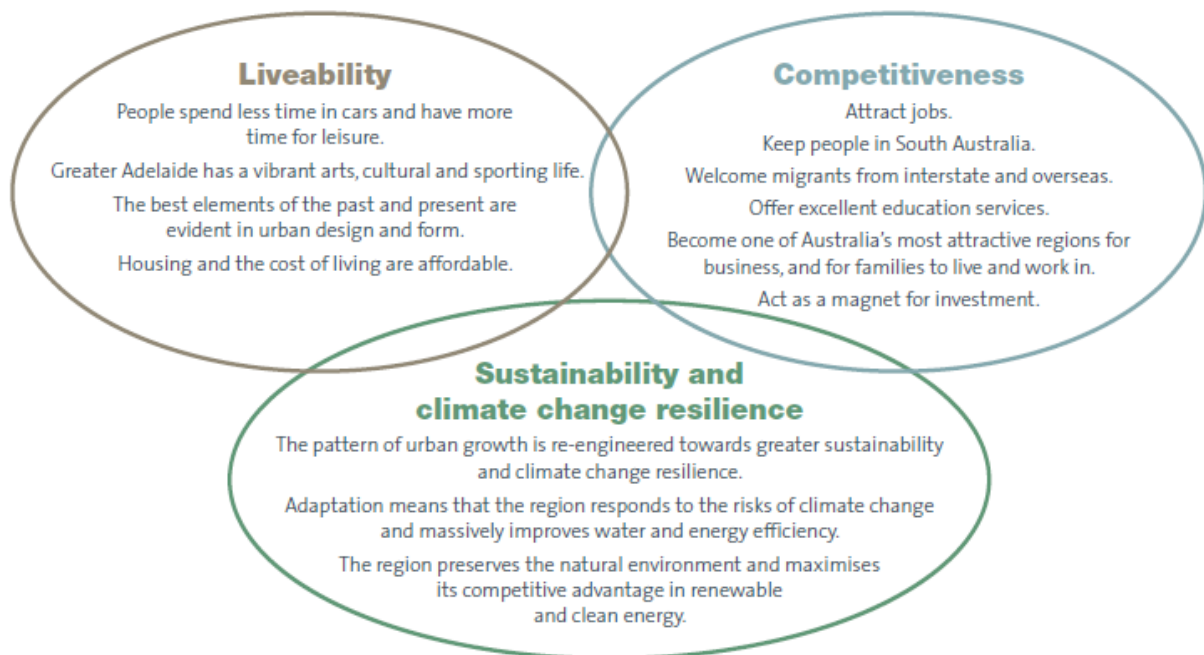 Liveability
People spend less time in cars and have more
time for leisure.
Greater Adelaide has a vibrant arts, cultural and sporting life.
The best elements of the past and present are
evident in urban design and form.
Housing and the cost of living are affordable.
Competitiveness
Attract jobs.
Keep people in South Australia.
Welcome migrants from interstate and overseas.
Offer excellent education services.
Become one of Australia's most attractive regions for
business, and for families to live and work in.
Act as a magnet for investment.
Sustainability and
climate change resilience
The pattern of urban growth is re-engineered towards greater sustainability
and climate change resilience.
Adaptation means that the region responds to the risks of climate change
and massively improves water and energy efficiency.
The region preserves the natural environment and maximises
its competitive advantage in renewable
and clean energy.